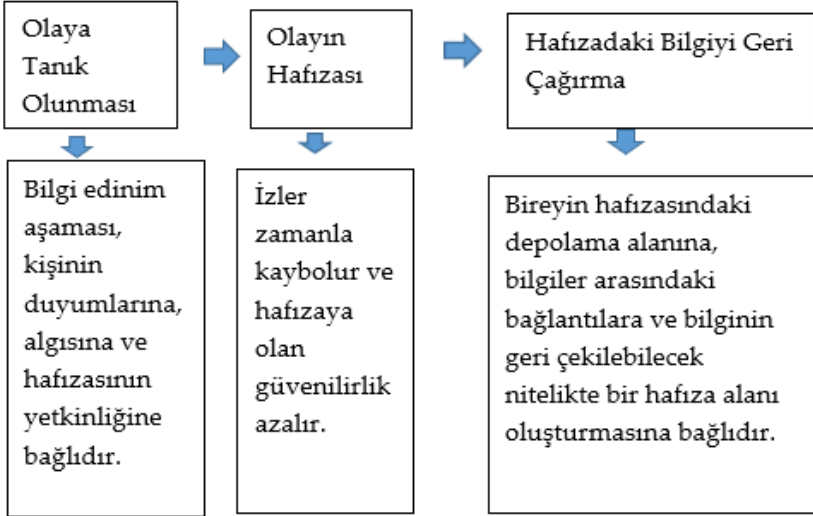 Olaya
Tanık
Olunması
Olayın
Hafızası
Hafızadaki Bilgiyi Geri
Çağırma
Bilgi edinim
aşaması,
kişinin
duyumlarına,
algısına ve
hafızasının
yetkinliğine
bağlıdır.
İzler
zamanla
kaybolur ve
hafızaya
olan
güvenilirlik
azalır.
Bireyin hafızasındaki
depolama alanına,
bilgiler arasındaki
bağlantılara ve bilginin
geri çekilebilecek
nitelikte bir hafıza alanı
oluşturmasına bağlıdır.